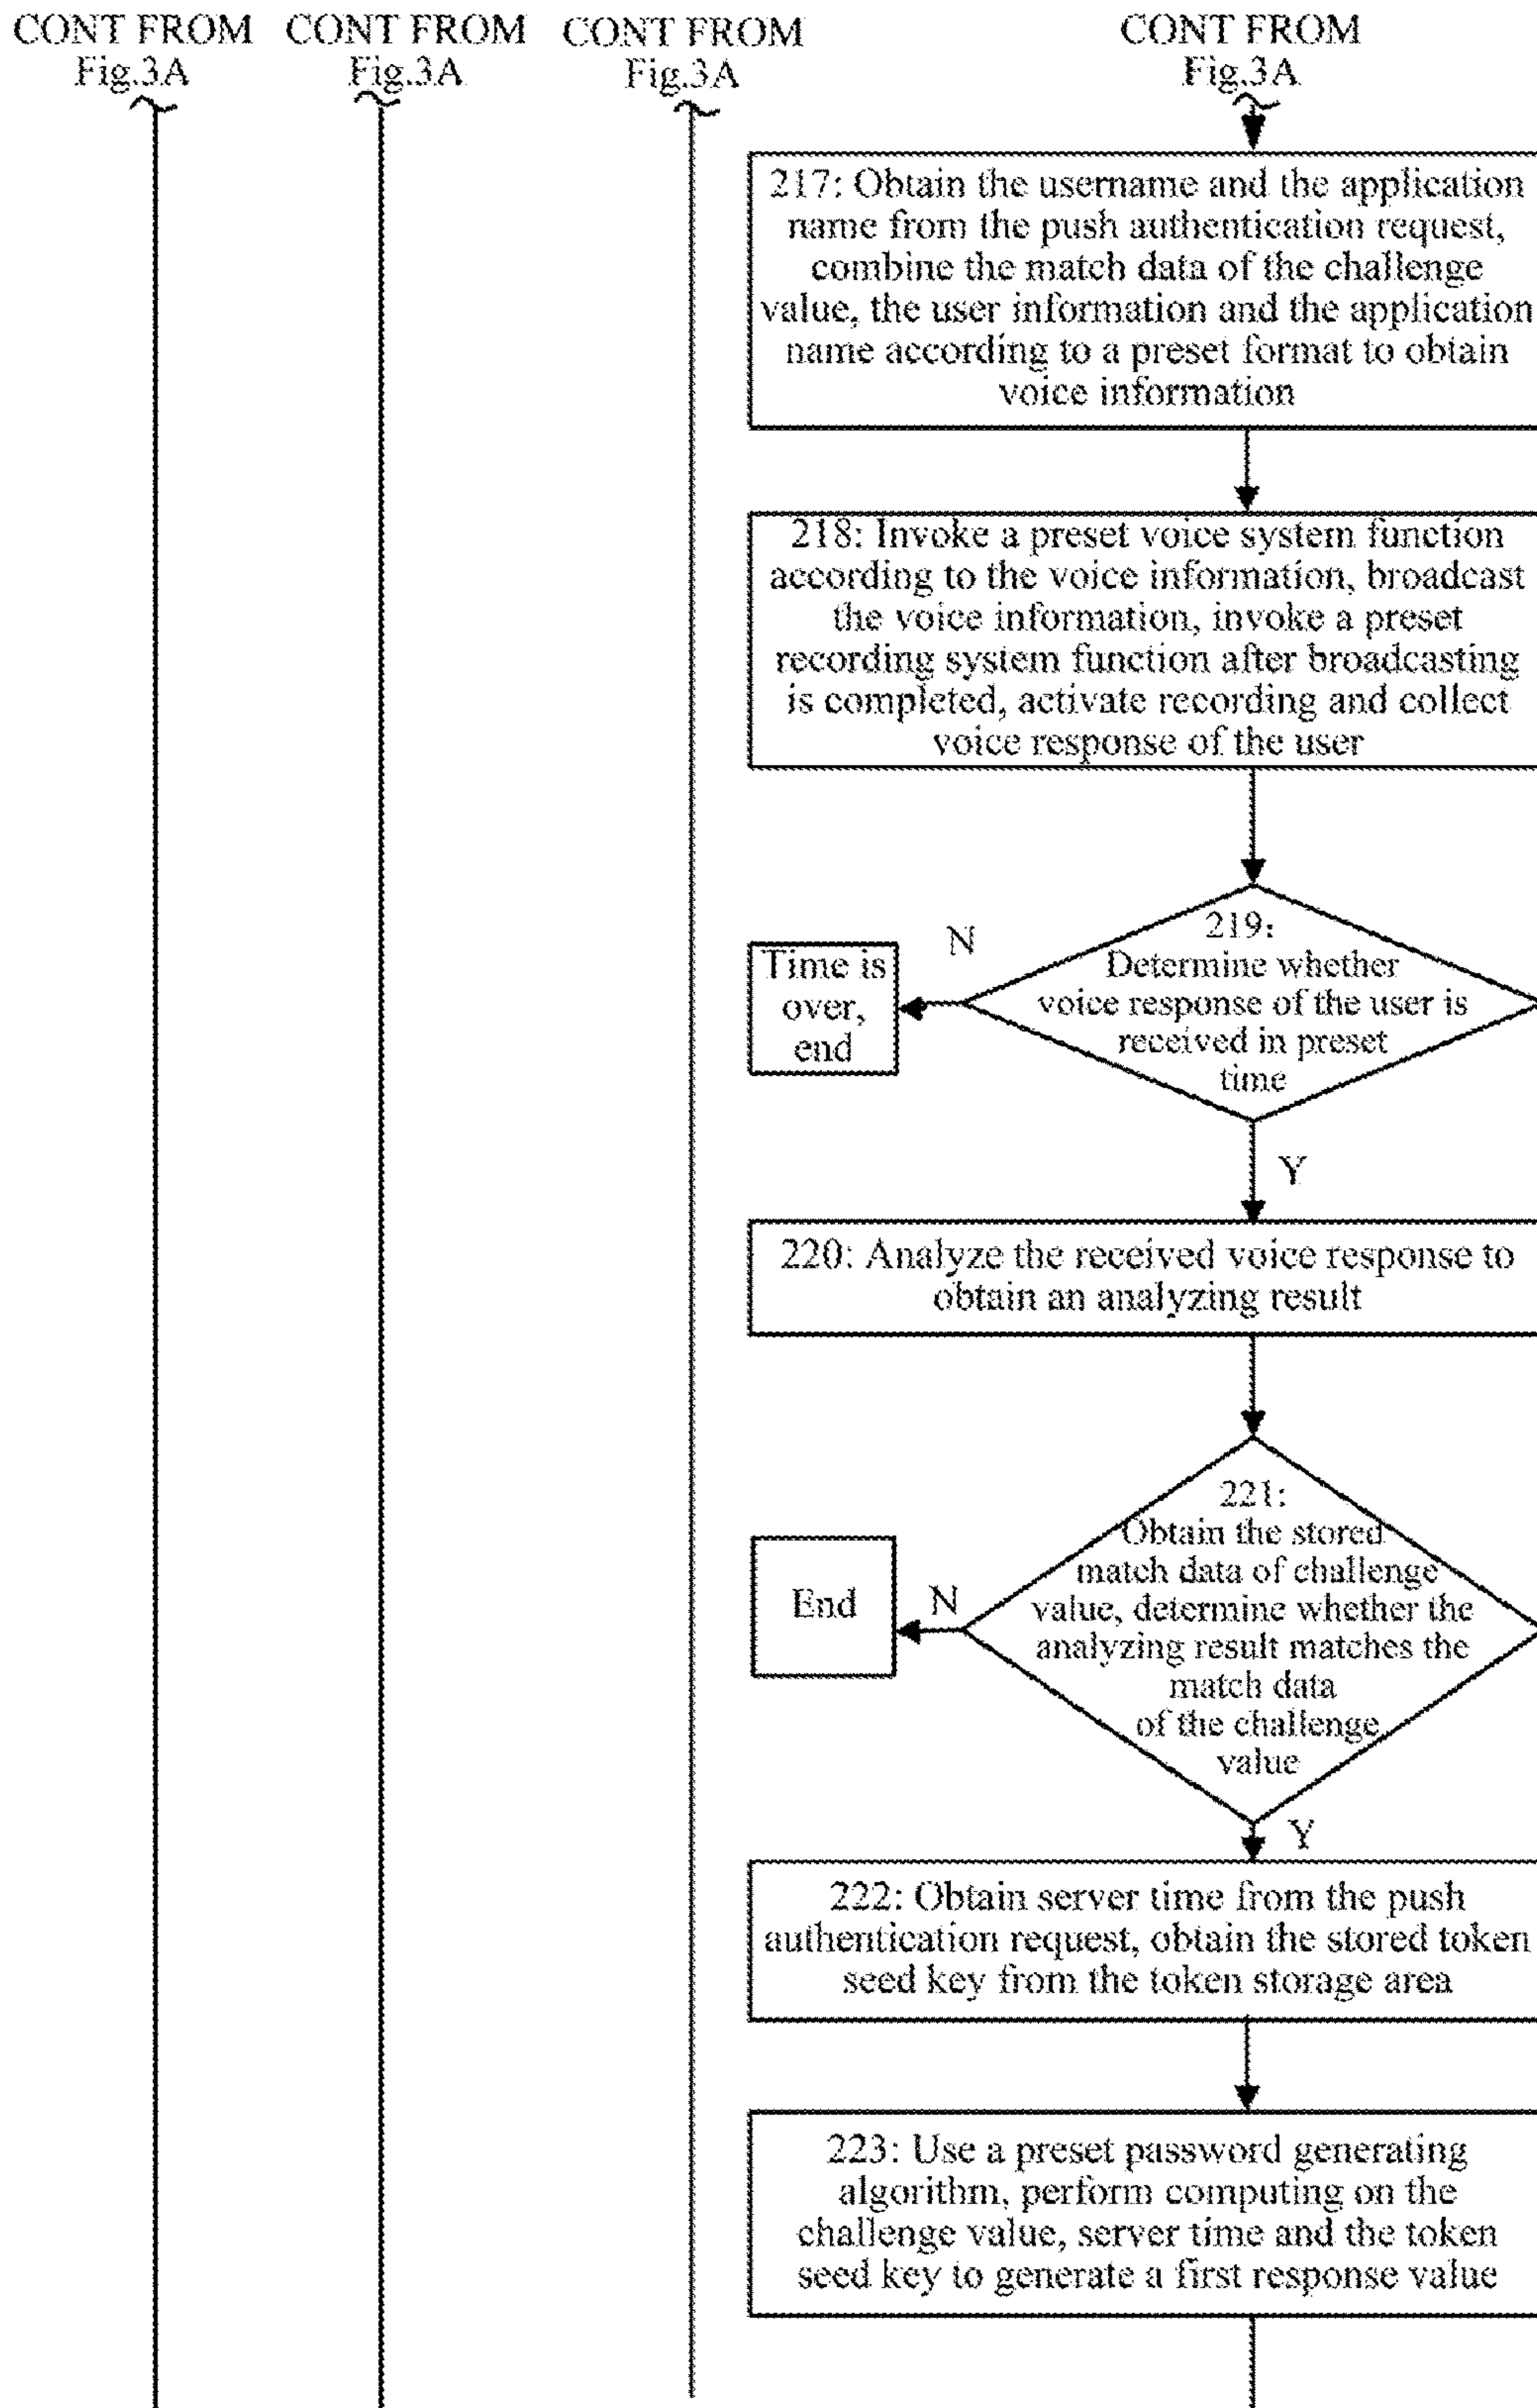 CONT FROM
Fig.3A
CONT FROM
Fig.3A
CONT FROM
Fig.3A
CONT FROM
Fig.3A
217: Obtain the username and the application
name from the push authentication request,
combine the match data of the challenge
value, the user information and the application
name according to a preset format to obtain
voice information
218: Invoke a preset voice system function
according to the voice information, broadcast
the voice information, invoke a preset
recording system function after broadcasting
is completed, activate recording and collect
voice response of the user
219:
Determine whether
voice response of the user is
received in preset
time
N
Time is
over,
end
Y
220: Analyze the received voice response to
obtain an analyzing result
221:
Obtain the stored
match data of challenge
value, determine whether the
analyzing result matches the
match data
of the challenge
value
N
End
Y
222: Obtain server time from the push
authentication request, obtain the stored token
seed key from the token storage area
223: Use a preset password generating
algorithm, perform computing on the
challenge value, server time and the token
seed key to generate a first response value